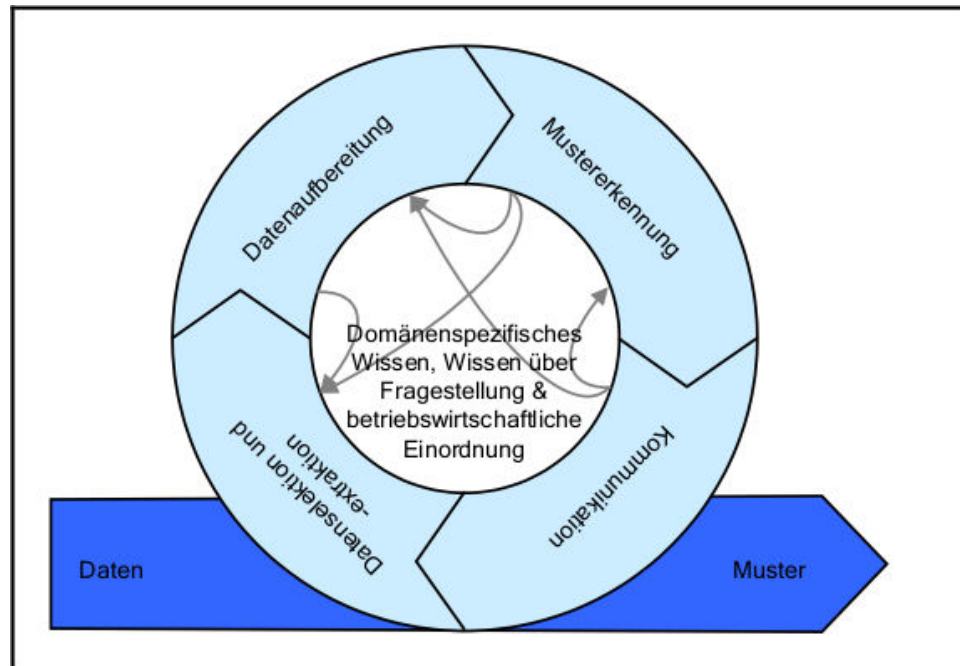 Datenaufbereitung
Mustererkennung
Domänenspezifisches
Wissen, Wissen über
Fragestellung &
betriebswirtschaftliche
Einordnung
Datenselektion und
-extraktion
Kommunikation
Daten
Muster